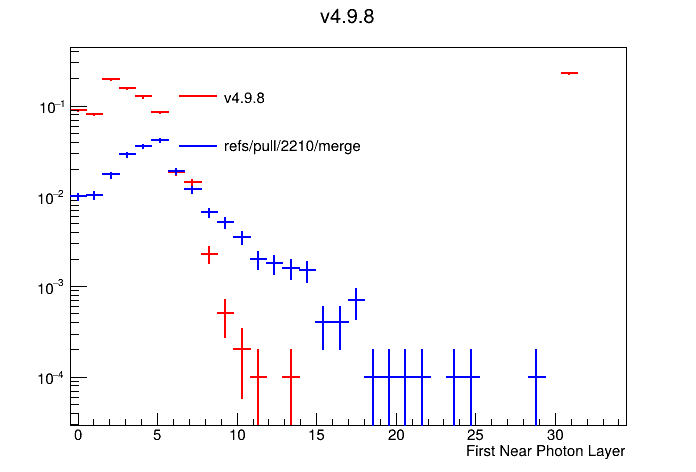 v4.9.8
10⁻¹
v4.9.8
refs/pull/2210/merge
10⁻²
10⁻³
10⁻⁴
0 5 10 15 20 25 30
First Near Photon Layer